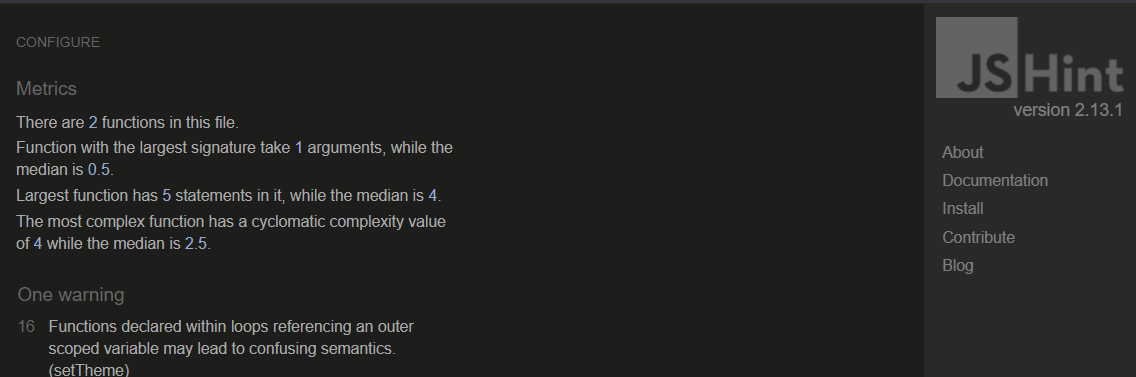 CONFIGURE
Metrics
There are 2 functions in this file.
Function with the largest signature take 1 arguments, while the
median is 0.5.
Largest function has 5 statements in it, while the median is 4.
The most complex function has a cyclomatic complexity value
of 4 while the median is 2.5.
One warning
16 Functions declared within loops referencing an outer
scoped variable may lead to confusing semantics.
(setTheme)
JSHint
version 2.13.1
About
Documentation
Install
Contribute
Blog